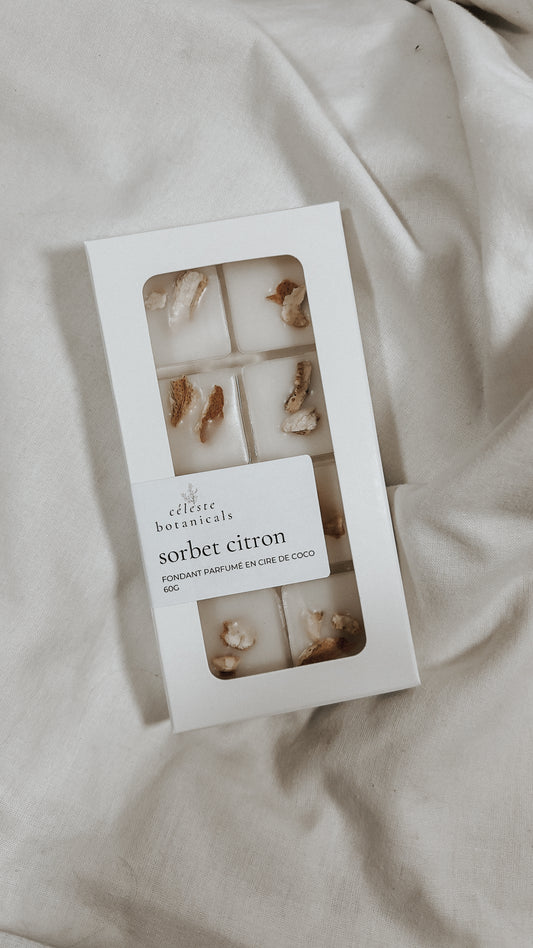 céleste
botanicals
sorbet citron
FONDANT PARFUMÉ EN CIRE DE COCO
60G